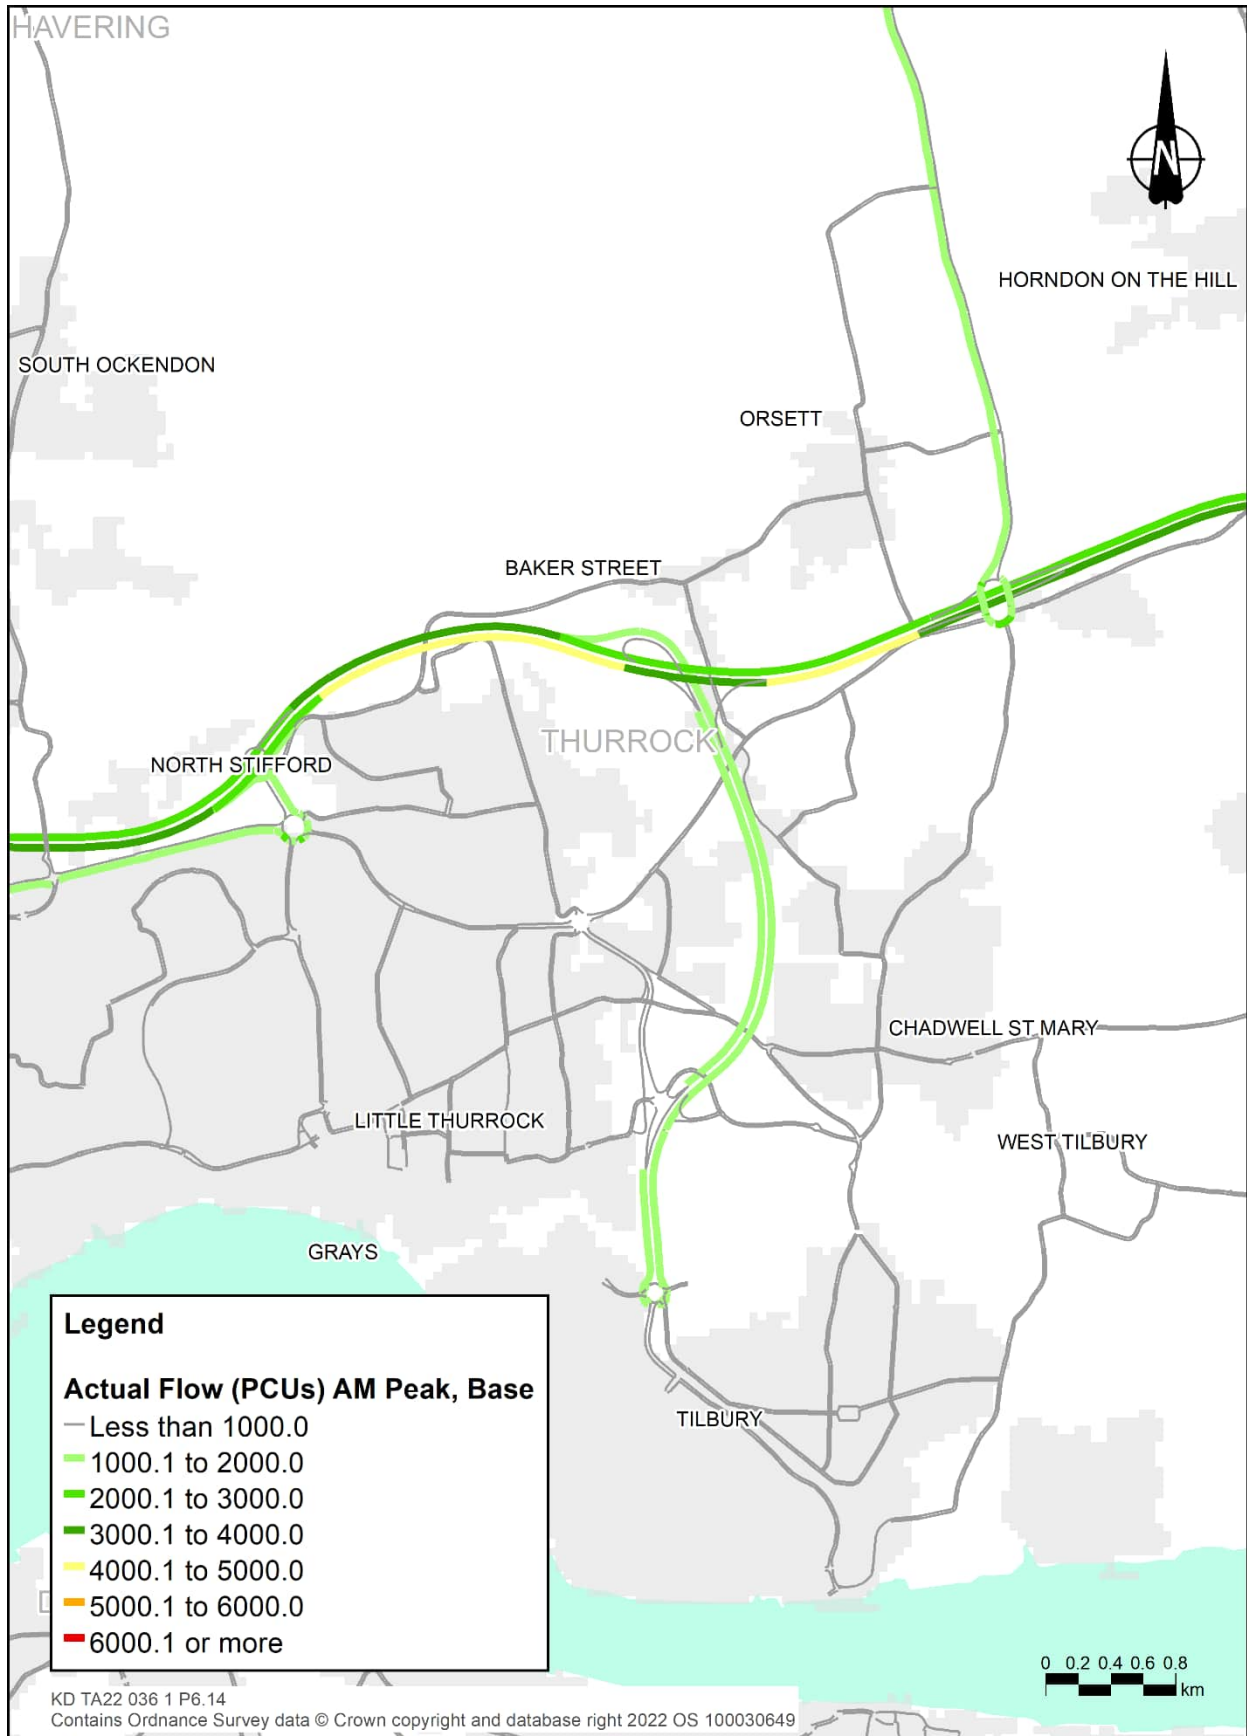 HAVERING
N
HORNDON ON THE HILL
SOUTH OCKENDON
ORSETT
BAKER STREET
THURROCK
NORTH STIFFORD
CHADWELL ST MARY
LITTLE THURROCK
WEST TILBURY
GRAYS
Legend
Actual Flow (PCUs) AM Peak, Base
Less than 1000.0
1000.1 to 2000.0
2000.1 to 3000.0
3000.1 to 4000.0
4000.1 to 5000.0
5000.1 to 6000.0
6000.1 or more
TILBURY
0 0.2 0.4 0.6 0.8
km
KD TA22 036 1 P6.14
Contains Ordnance Survey data © Crown copyright and database right 2022 OS 100030649